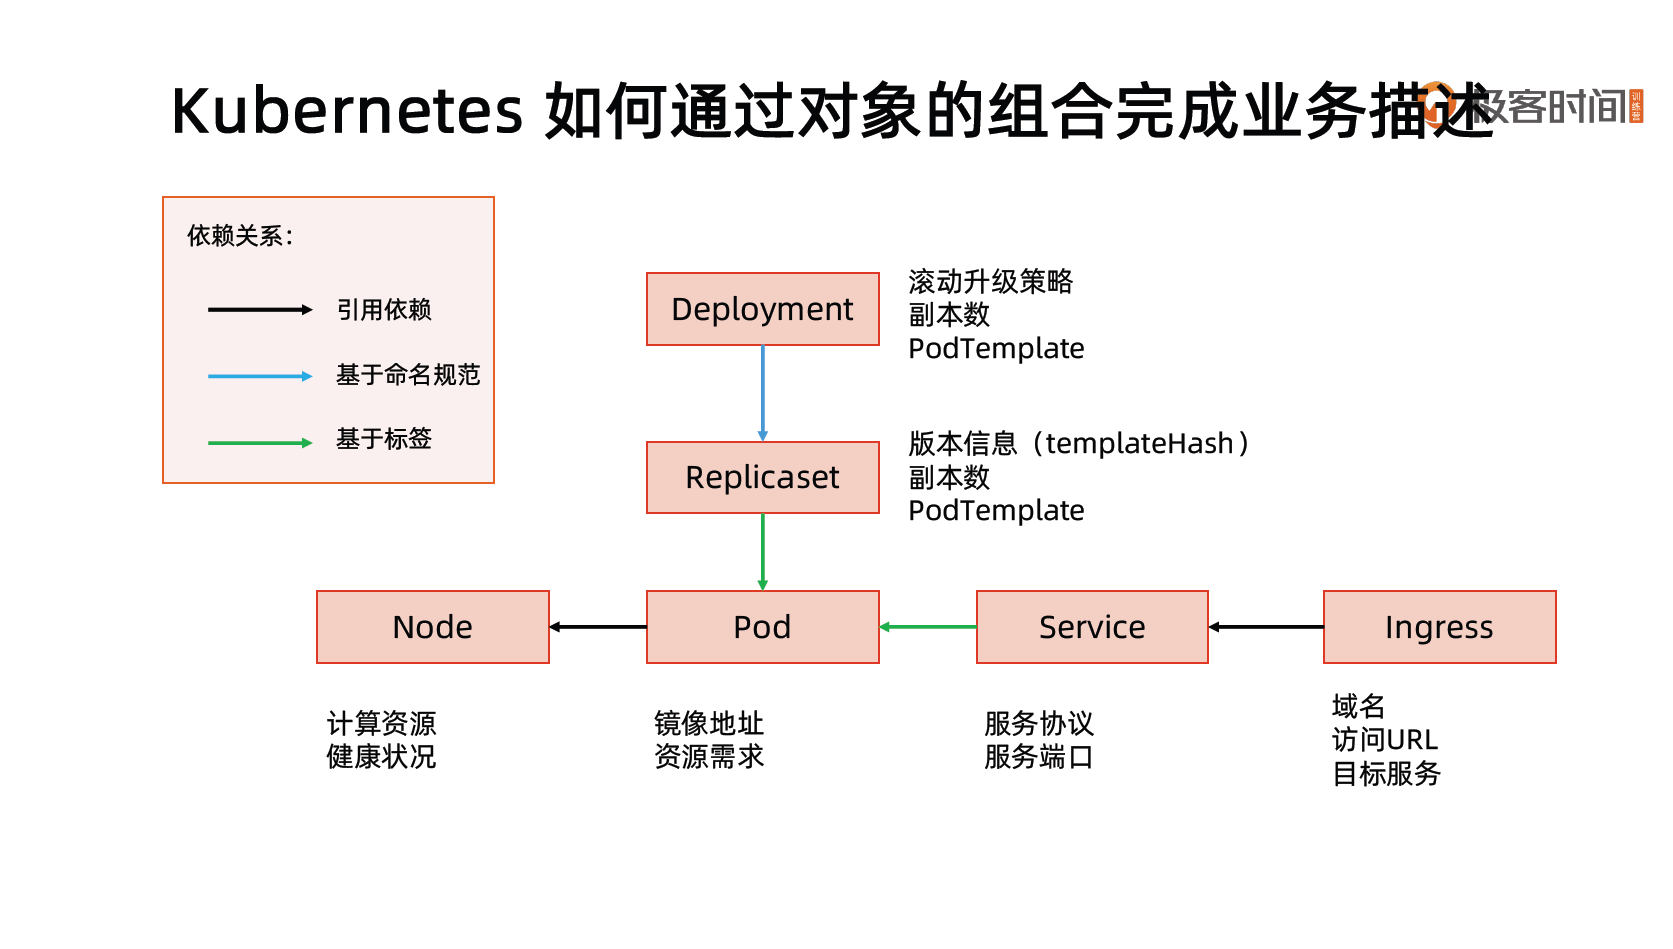 Kubernetes 如何通过对象的组合完成业务描述
极客时间
训练营
依赖关系：
引用依赖
基于命名规范
基于标签
Deployment
滚动升级策略
副本数
PodTemplate
Replicaset
版本信息（templateHash）
副本数
PodTemplate
Node
Pod
Service
Ingress
计算资源
健康状况
镜像地址
资源需求
服务协议
服务端口
域名
访问URL
目标服务